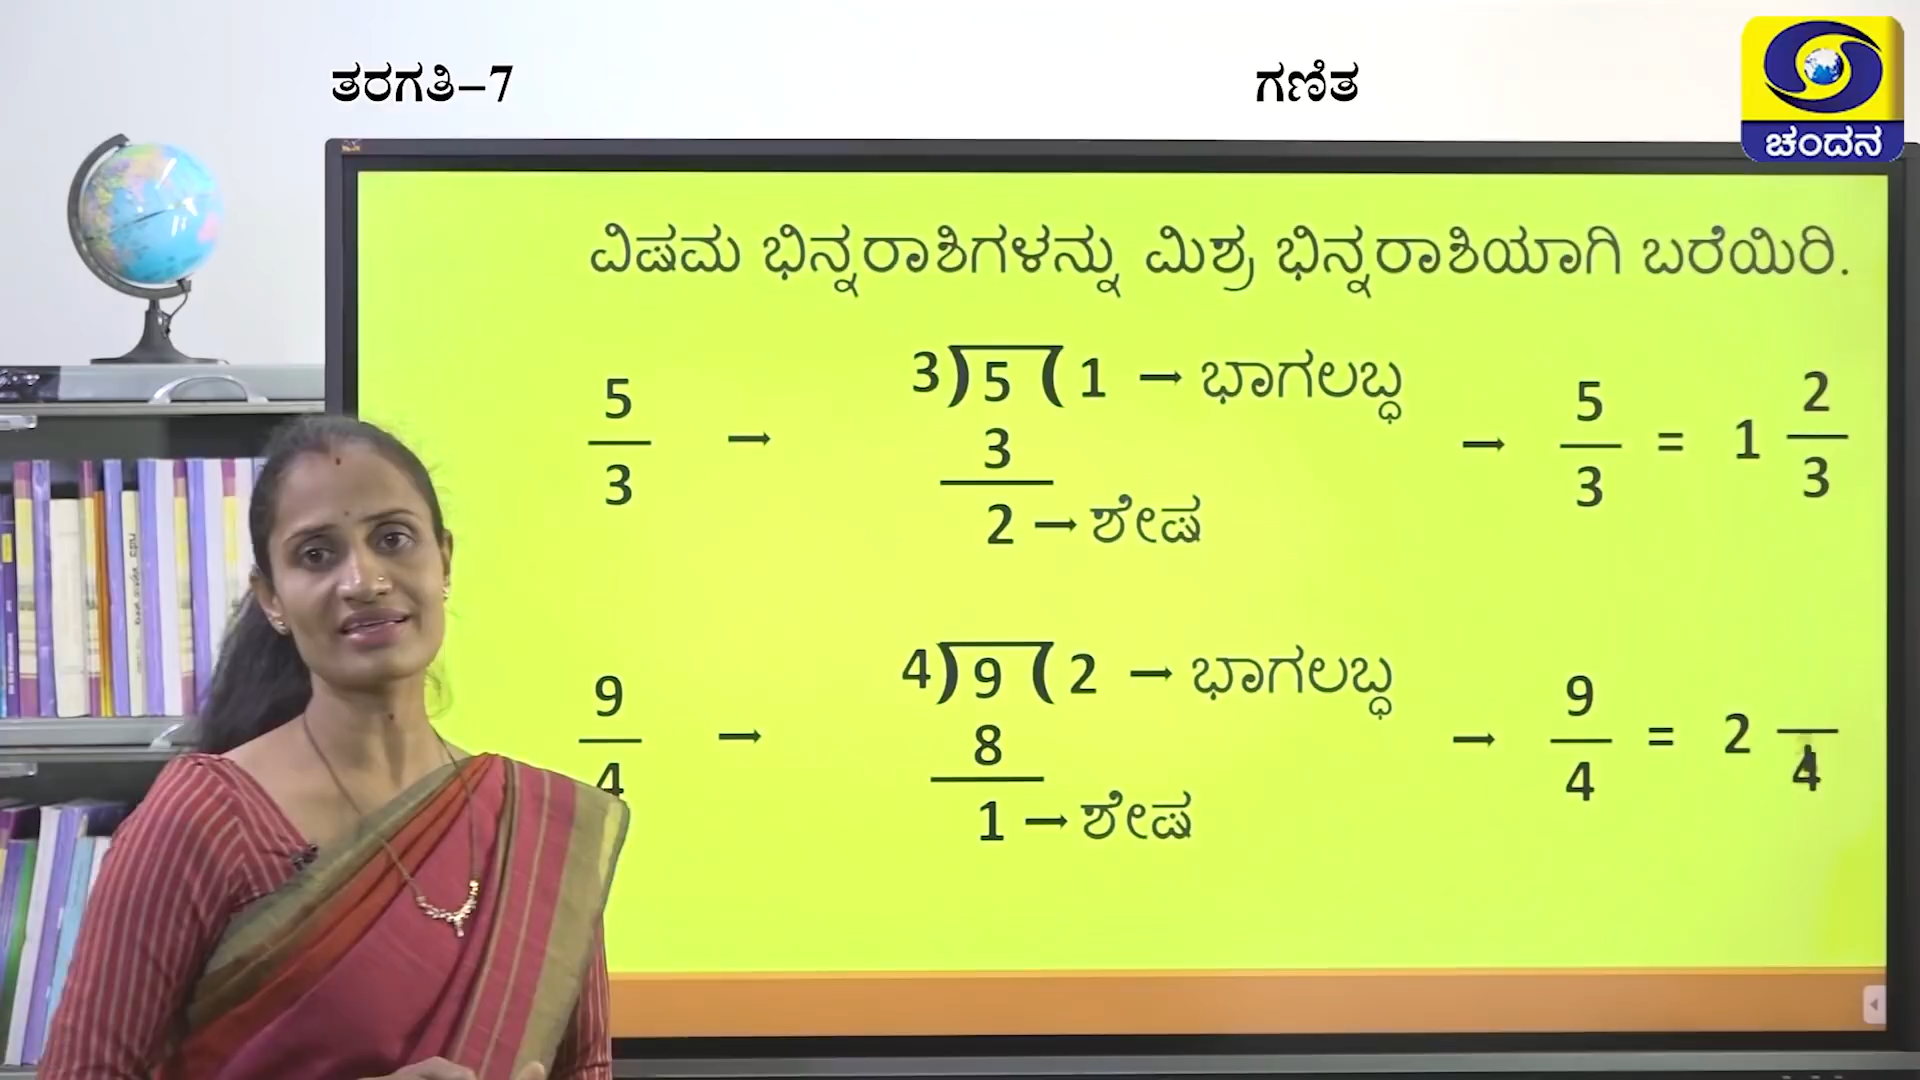 ತರಗತಿ–7 ಗಣಿತ
ಚಂದನ
ವಿಷಮ ಭಿನ್ನರಾಶಿಗಳನ್ನು ಮಿಶ್ರ ಭಿನ್ನರಾಶಿಯಾಗಿ ಬರೆಯಿರಿ.
5/3 → 3)5(1 → ಭಾಗಲಬ್ಧ → 5/3 = 1 2/3
3
2 → ಶೇಷ
9/4 → 4)9(2 → ಭಾಗಲಬ್ಧ → 9/4 = 2 /4
8
1 → ಶೇಷ